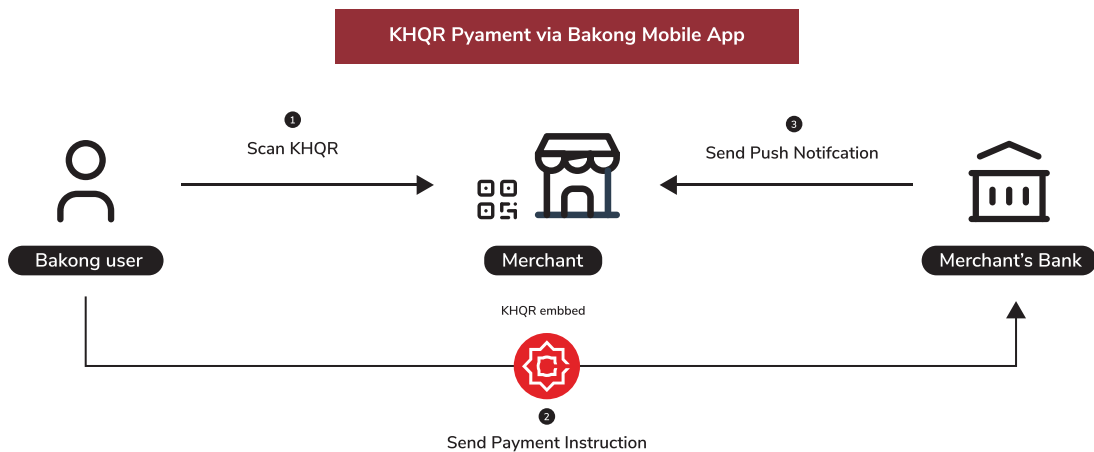 KHQR Pyament via Bakong Mobile App
1
Scan KHQR
3
Send Push Notifcation
Bakong user
Merchant
Merchant's Bank
KHQR embbed
2
Send Payment Instruction